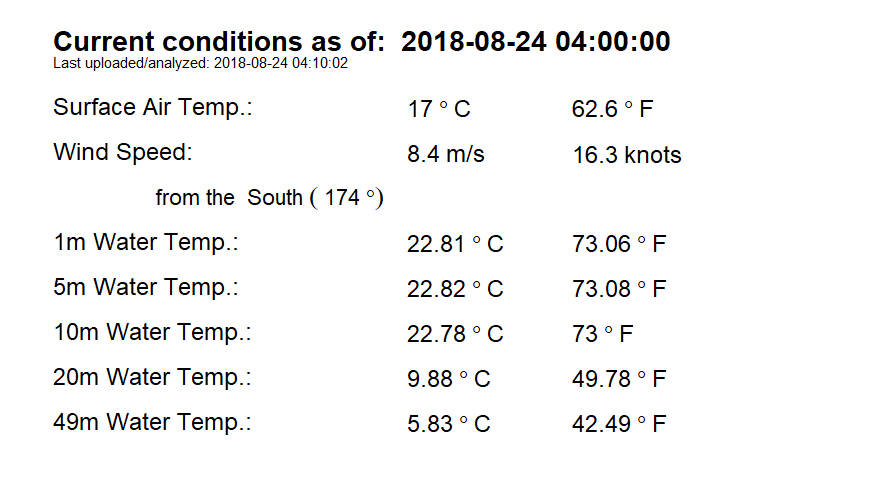 Current conditions as of: 2018-08-24 04:00:00
Last uploaded/analyzed: 2018-08-24 04:10:02
Surface Air Temp.: 17 ° C 62.6 ° F
Wind Speed: 8.4 m/s 16.3 knots
from the South ( 174 °)
1m Water Temp.: 22.81 ° C 73.06 ° F
5m Water Temp.: 22.82 ° C 73.08 ° F
10m Water Temp.: 22.78 ° C 73 ° F
20m Water Temp.: 9.88 ° C 49.78 ° F
49m Water Temp.: 5.83 ° C 42.49 ° F